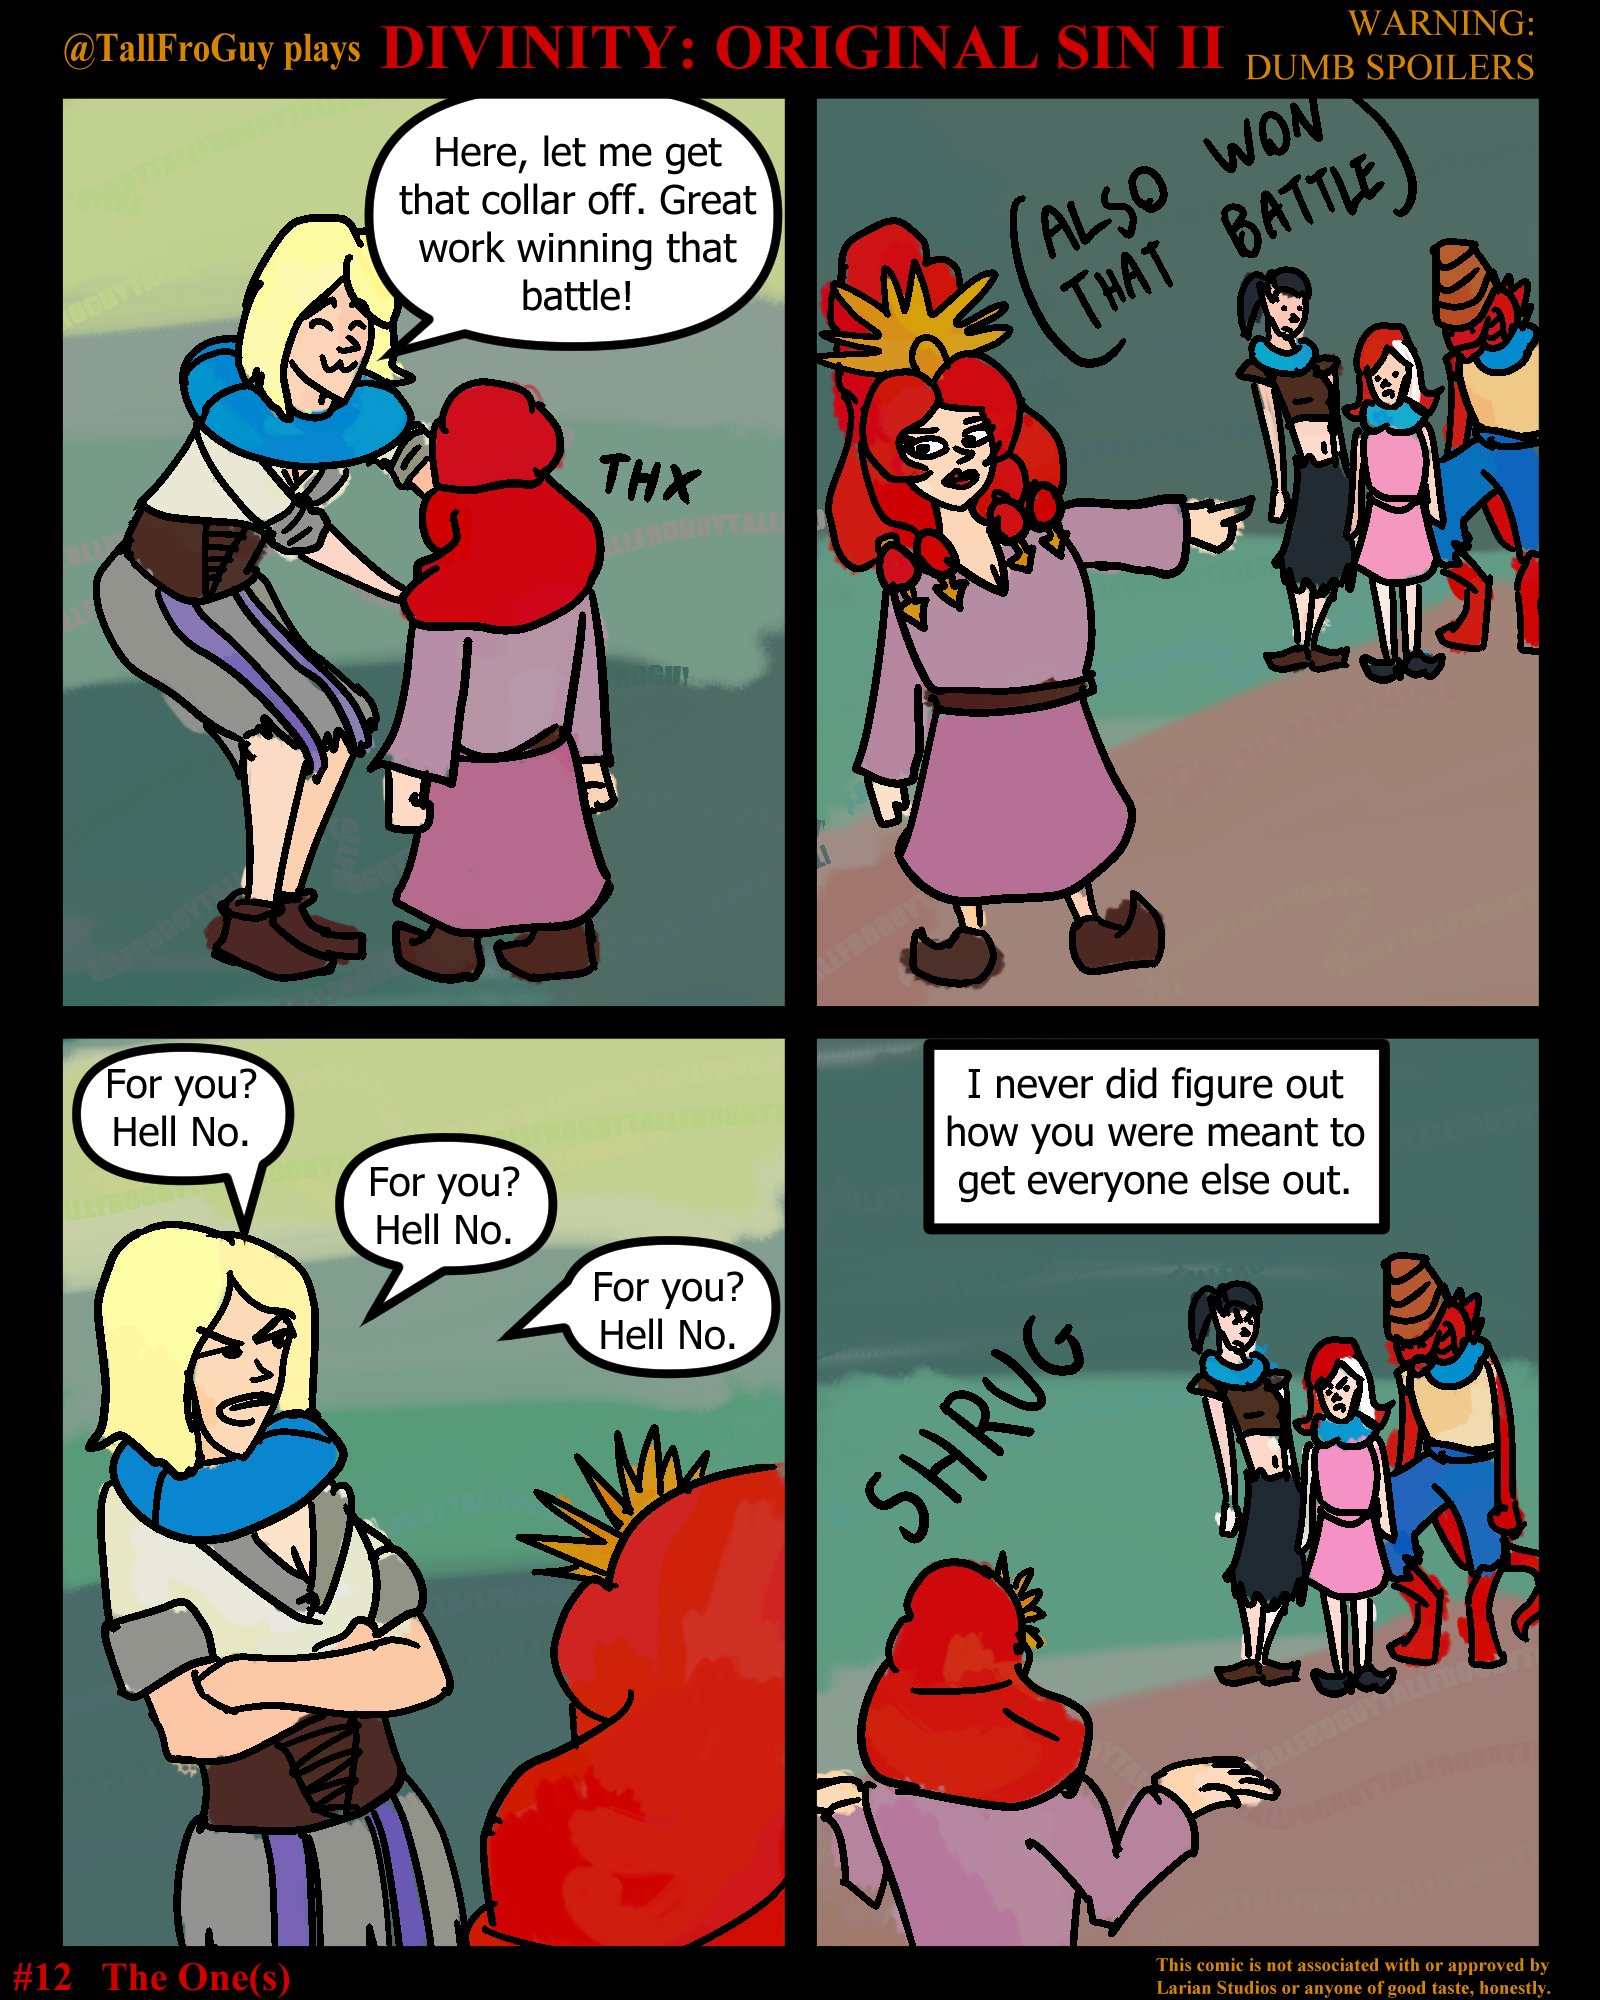 @TallFroGuy plays DIVINITY: ORIGINAL SIN II
WARNING:
DUMB SPOILERS
Here, let me get
that collar off. Great
work winning that
battle!
THX
(ALSO WON
THAT BATTLE)
For you?
Hell No.
For you?
Hell No.
For you?
Hell No.
I never did figure out
how you were meant to
get everyone else out.
SHRUG
#12 The One(s)
This comic is not associated with or approved by
Larian Studios or anyone of good taste, honestly.